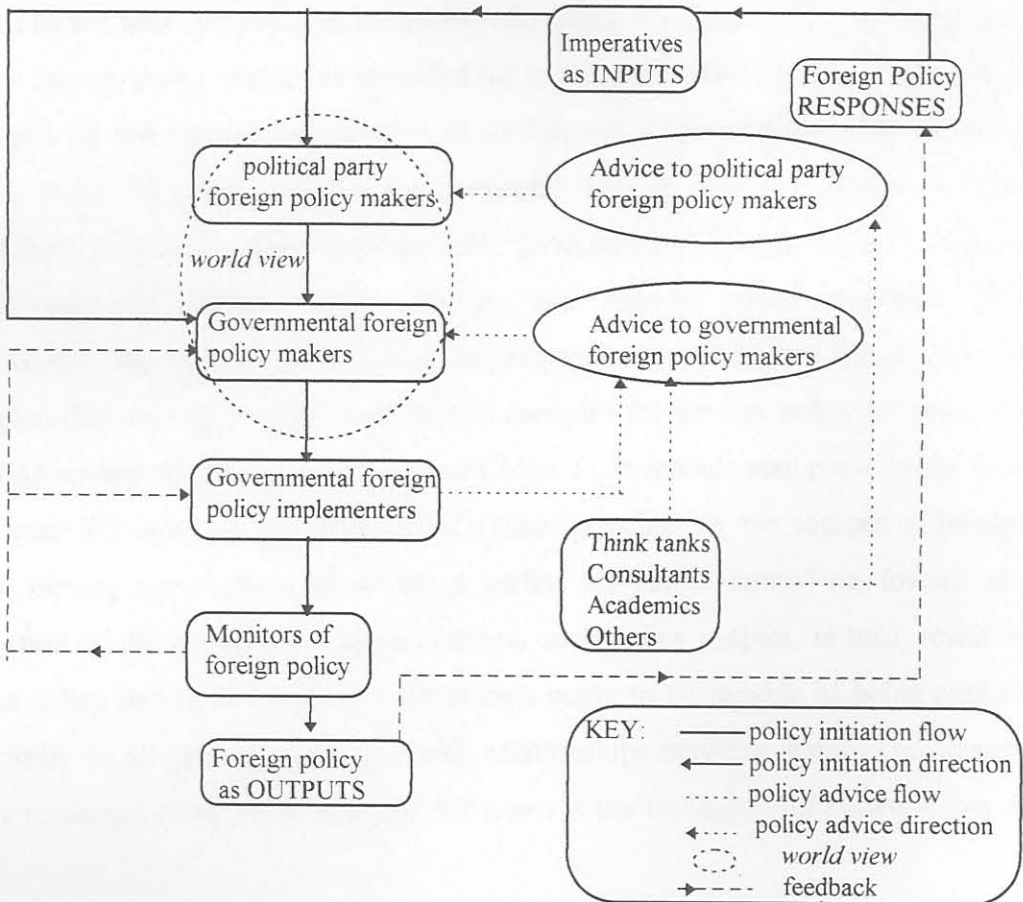 Imperatives
as INPUTS
Foreign Policy
RESPONSES
political party
foreign policy makers
Advice to political party
foreign policy makers
world view
Governmental foreign
policy makers
Advice to governmental
foreign policy makers
Governmental foreign
policy implementers
Think tanks
Consultants
Academics
Others
Monitors of
foreign policy
Foreign policy
as OUTPUTS
KEY:
policy initiation flow
policy initiation direction
policy advice flow
policy advice direction
world view
feedback